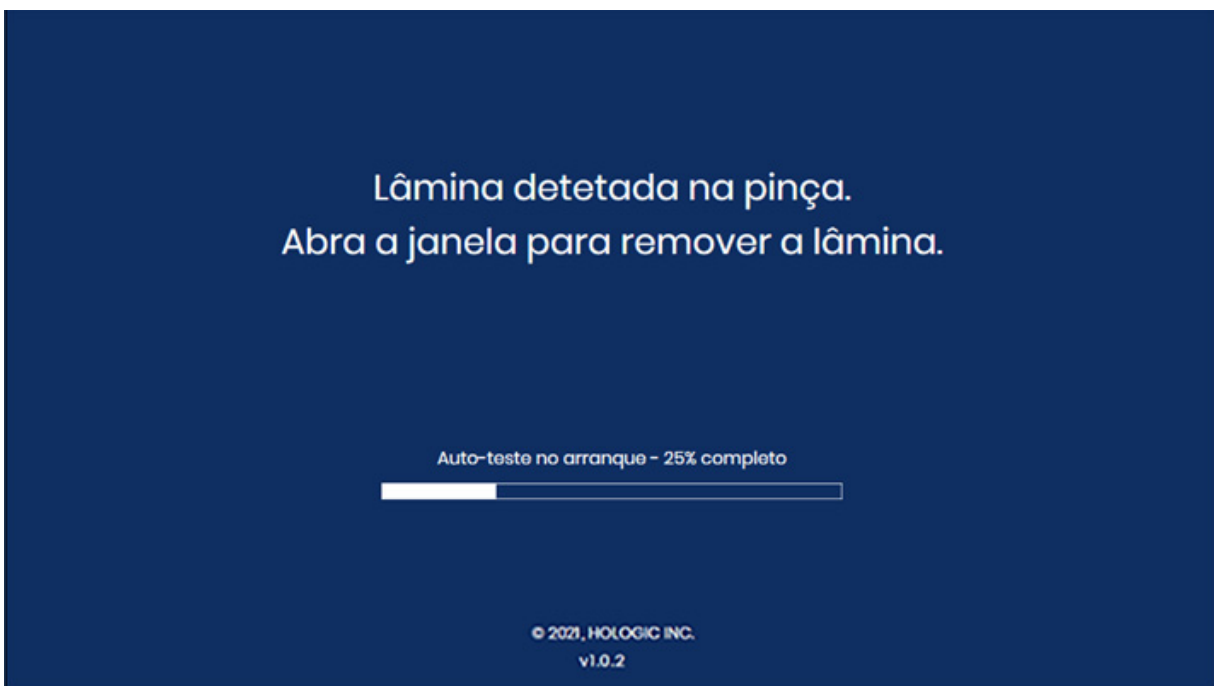 Lâmina detetada na pinça.
Abra a janela para remover a lâmina.
Auto-teste no arranque - 25% completo
© 2021, HOLOGIC INC.
v1.0.2